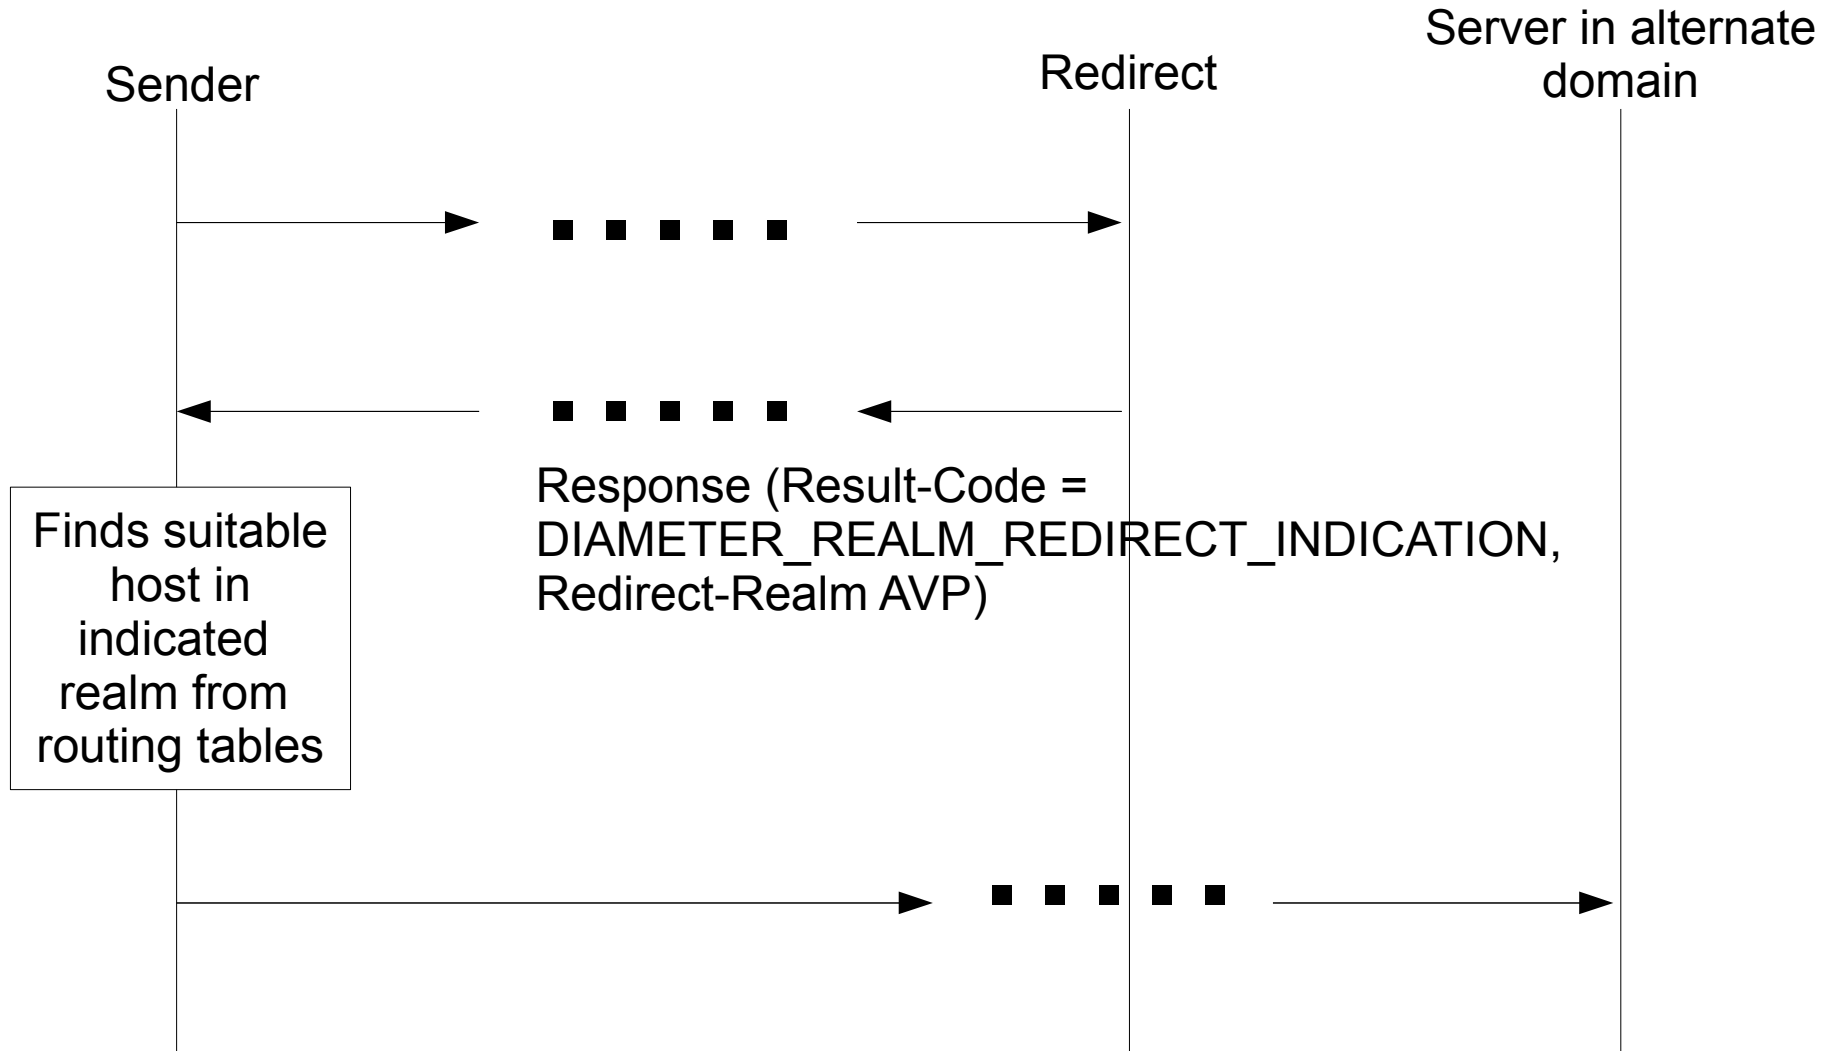 Sender
Redirect
Server in alternate
domain
Response (Result-Code =
DIAMETER_REALM_REDIRECT_INDICATION,
Redirect-Realm AVP)
Finds suitable
host in
indicated
realm from
routing tables